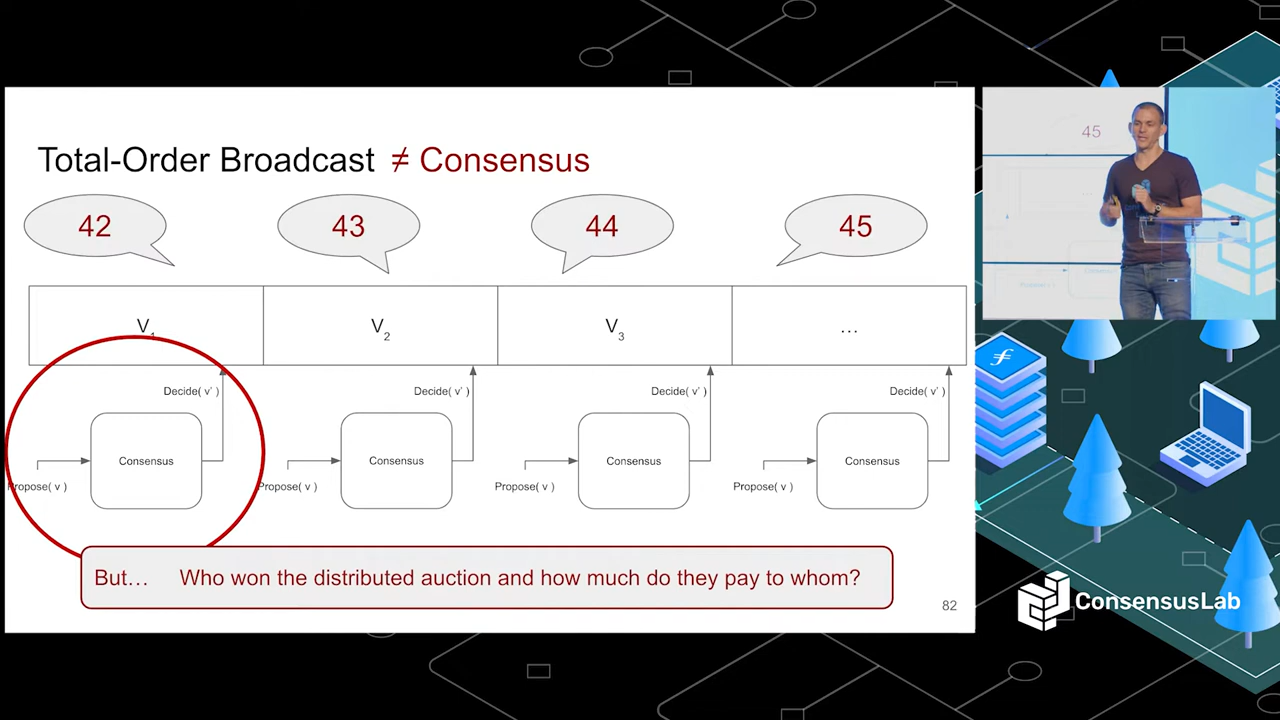 Total-Order Broadcast ≠ Consensus
42
43
44
45
V1
V2
V3
...
Decide( v' )
Decide( v' )
Decide( v' )
Decide( v' )
Consensus
Consensus
Consensus
Consensus
Propose( v )
Propose( v )
Propose( v )
Propose( v )
But… Who won the distributed auction and how much do they pay to whom?
82
45
ConsensusLab